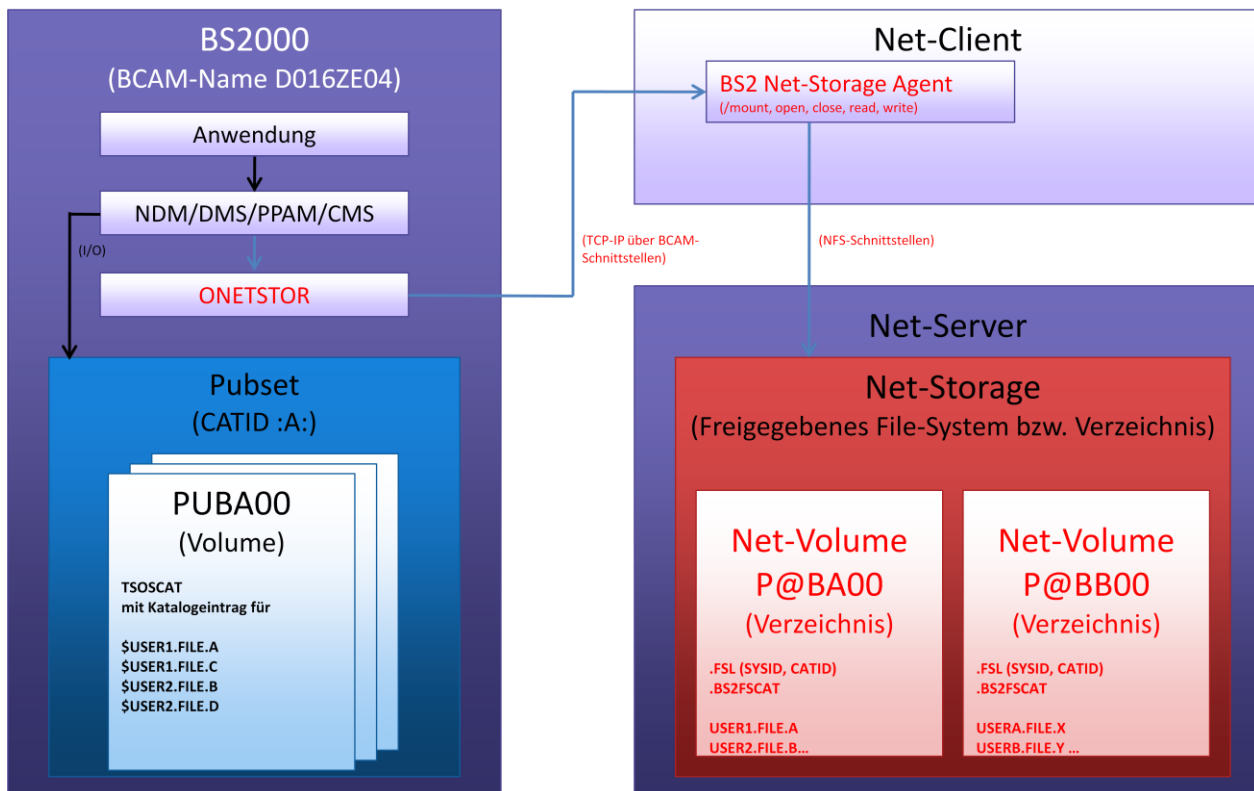 BS2000
(BCAM-Name D016ZE04)
Anwendung
NDM/DMS/PPAM/CMS
(I/O)
ONETSTOR
Pubset
(CATID :A:)
PUBA00
(Volume)
TSOSCAT
mit Katalogeintrag für
$USER1.FILE.A
$USER1.FILE.C
$USER2.FILE.B
$USER2.FILE.D
(TCP-IP über BCAM-
Schnittstellen)
Net-Client
BS2 Net-Storage Agent
(/mount, open, close, read, write)
(NFS-Schnittstellen)
Net-Server
Net-Storage
(Freigegebenes File-System bzw. Verzeichnis)
Net-Volume
P@BA00
(Verzeichnis)
.FSL (SYSID, CATID)
.BS2FSCAT
USER1.FILE.A
USER2.FILE.B...
Net-Volume
P@BB00
(Verzeichnis)
.FSL (SYSID, CATID)
.BS2FSCAT
USERA.FILE.X
USERB.FILE.Y ...